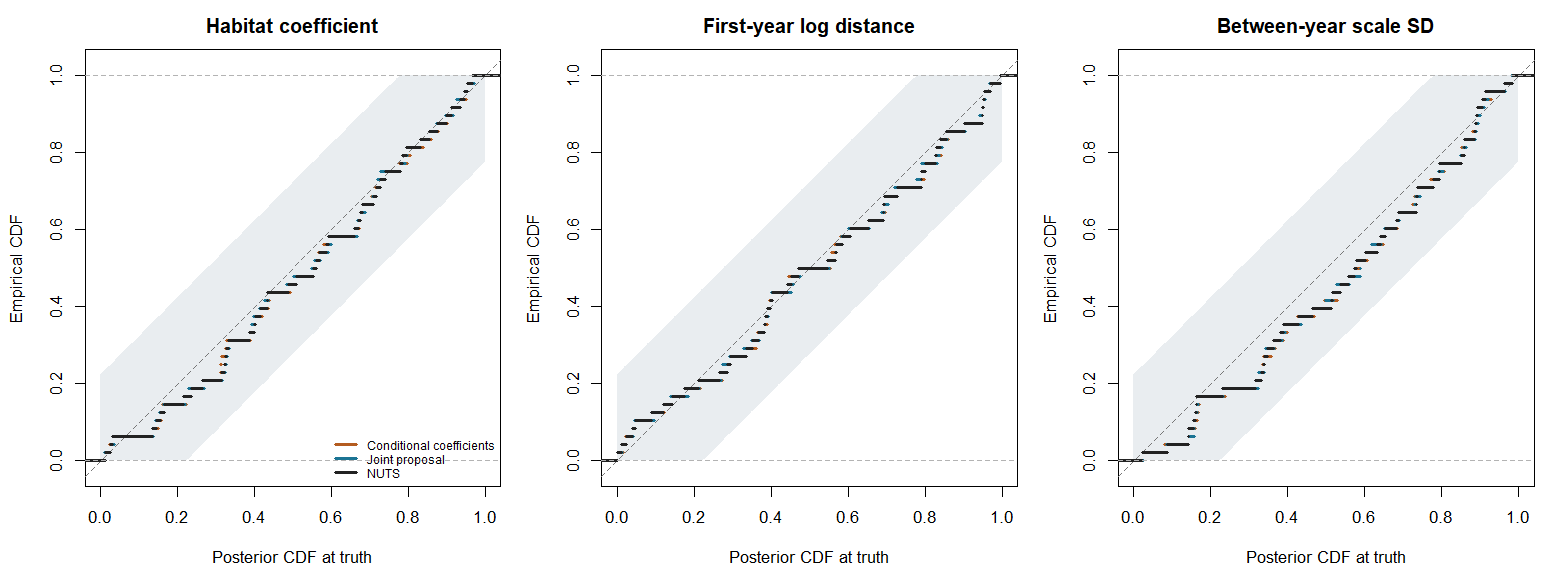 Habitat coefficient
First-year log distance
Between-year scale SD
Empirical CDF
1.0
0.8
0.6
0.4
0.2
0.0
Conditional coefficients
Joint proposal
NUTS
0.0 0.2 0.4 0.6 0.8 1.0
Posterior CDF at truth
Empirical CDF
1.0
0.8
0.6
0.4
0.2
0.0
0.0 0.2 0.4 0.6 0.8 1.0
Posterior CDF at truth
Empirical CDF
1.0
0.8
0.6
0.4
0.2
0.0
0.0 0.2 0.4 0.6 0.8 1.0
Posterior CDF at truth